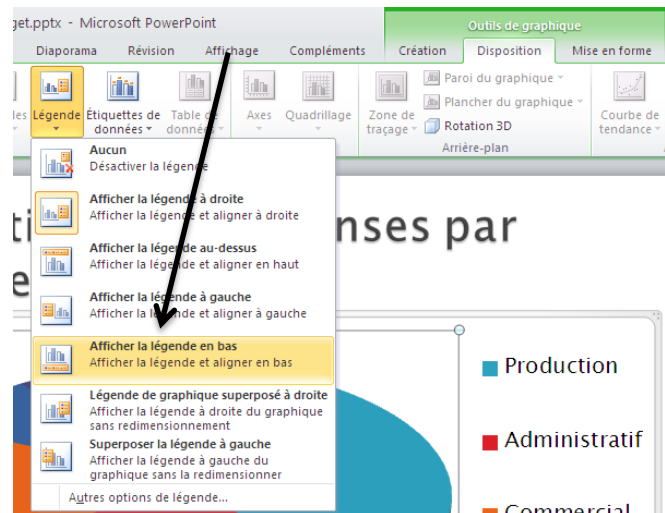 get.pptx - Microsoft PowerPoint
Outils de graphique
Diaporama Révision Affichage Compléments Création Disposition Mise en forme
Légende Étiquettes de données Table de données Axes Quadrillage Zone de traçage
Paroi du graphique
Plancher du graphique
Rotation 3D
Courbe de tendance
Arrière-plan
Aucun
Désactiver la légende
Afficher la légende à droite
Afficher la légende et aligner à droite
Afficher la légende au-dessus
Afficher la légende et aligner en haut
Afficher la légende à gauche
Afficher la légende et aligner à gauche
Afficher la légende en bas
Afficher la légende et aligner en bas
Légende de graphique superposé à droite
Afficher la légende à droite du graphique
sans redimensionnement
Superposer la légende à gauche
Afficher la légende à gauche du
graphique sans la redimensionner
Autres options de légende...
nses par
Production
Administratif
Commercial